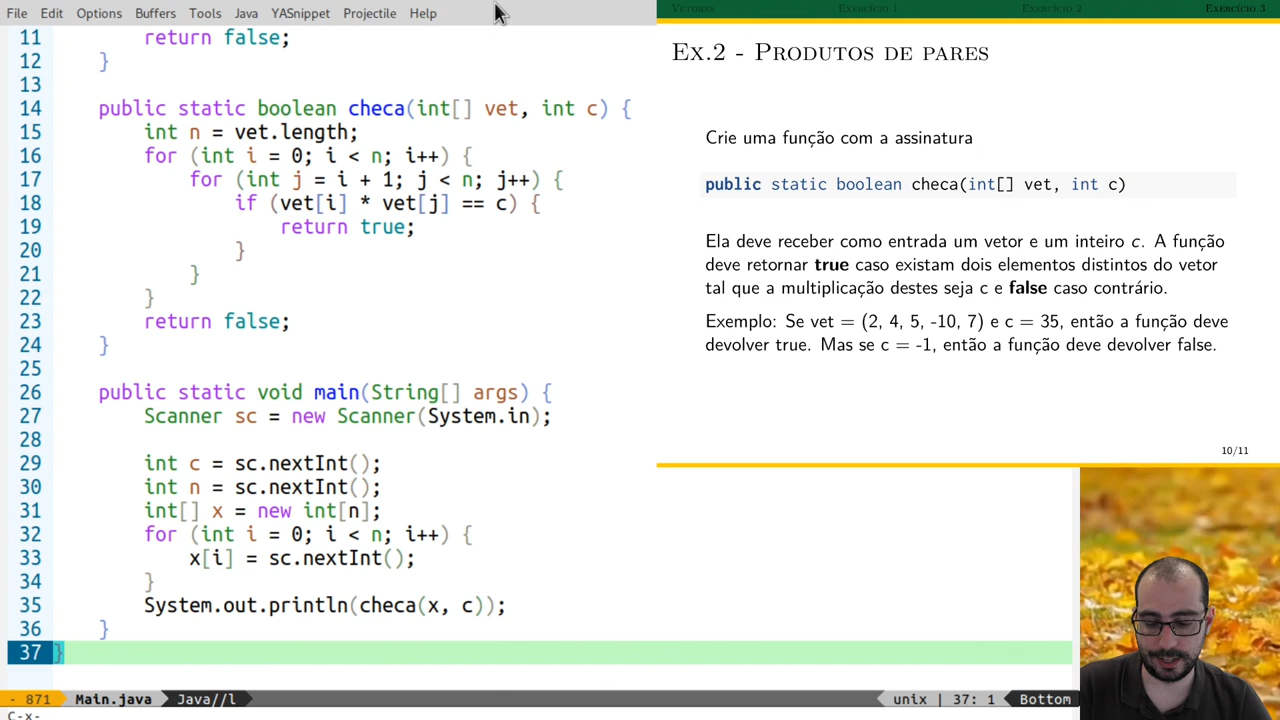 File Edit Options Buffers Tools Java YASnippet Projectile Help
11 return false;
12 }
13
14 public static boolean checa(int[] vet, int c) {
15 int n = vet.length;
16 for (int i = 0; i < n; i++) {
17 for (int j = i + 1; j < n; j++) {
18 if (vet[i] * vet[j] == c) {
19 return true;
20 }
21 }
22 }
23 return false;
24 }
25
26 public static void main(String[] args) {
27 Scanner sc = new Scanner(System.in);
28
29 int c = sc.nextInt();
30 int n = sc.nextInt();
31 int[] x = new int[n];
32 for (int i = 0; i < n; i++) {
33 x[i] = sc.nextInt();
34 }
35 System.out.println(checa(x, c));
36 }
37 }
- 871 Main.java Java//l unix | 37: 1 Bottom
C-x-
Vetores Exercício 1 Exercício 2 Exercício 3
Ex.2 - Produtos de pares
Crie uma função com a assinatura
public static boolean checa(int[] vet, int c)
Ela deve receber como entrada um vetor e um inteiro c. A função
deve retornar true caso existam dois elementos distintos do vetor
tal que a multiplicação destes seja c e false caso contrário.
Exemplo: Se vet = (2, 4, 5, -10, 7) e c = 35, então a função deve
devolver true. Mas se c = -1, então a função deve devolver false.
10/11